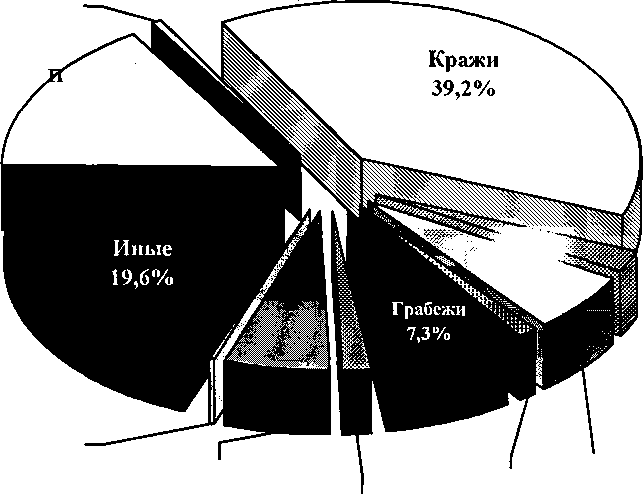 п
Кражи
39,2%
Иные
19,6%
Грабежи
7,3%